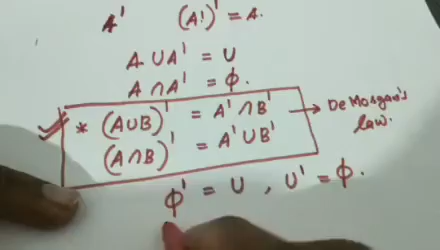 A' (A')' = A.
A ∪ A' = U
A ∩ A' = ϕ.
* (A∪B)' = A' ∩ B' → De Morgan's law.
(A∩B)' = A' ∪ B'
ϕ' = U , U' = ϕ.